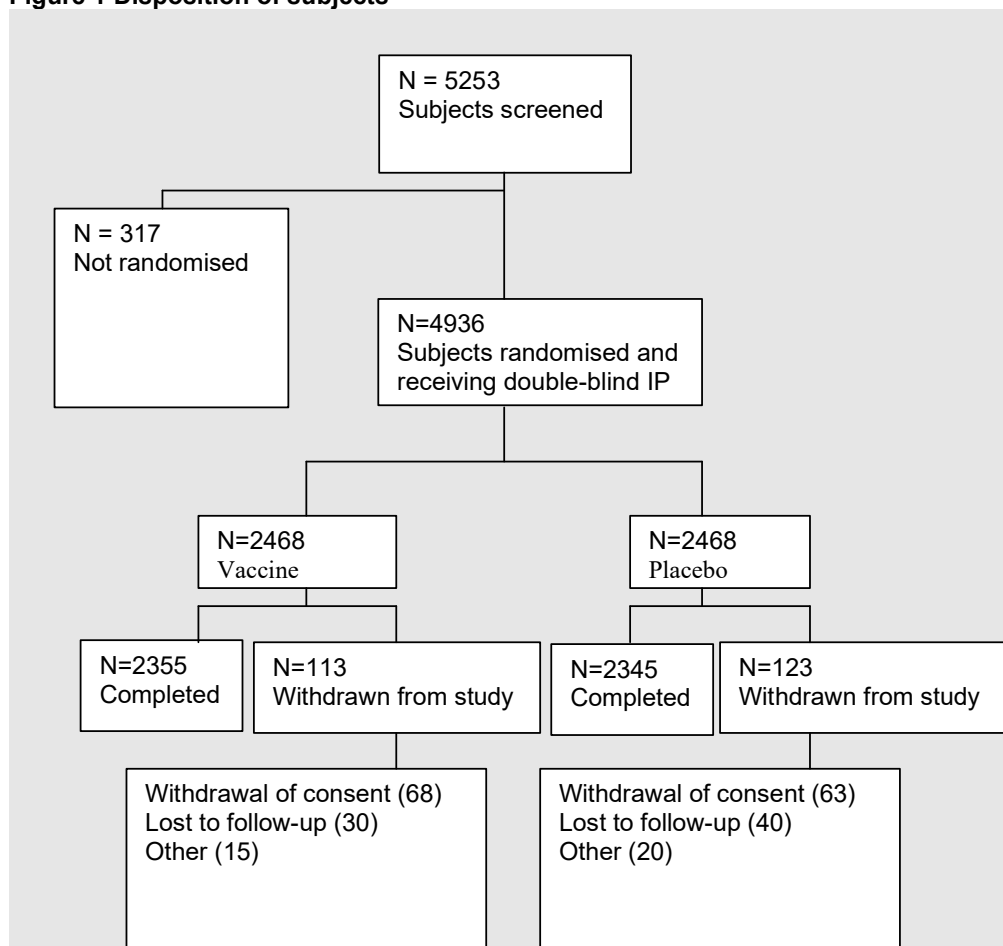 Figure 1 Disposition of subjects
N = 5253
Subjects screened
N = 317
Not randomised
N=4936
Subjects randomised and
receiving double-blind IP
N=2468
Vaccine
N=2468
Placebo
N=2355
Completed
N=113
Withdrawn from study
N=2345
Completed
N=123
Withdrawn from study
Withdrawal of consent (68)
Lost to follow-up (30)
Other (15)
Withdrawal of consent (63)
Lost to follow-up (40)
Other (20)